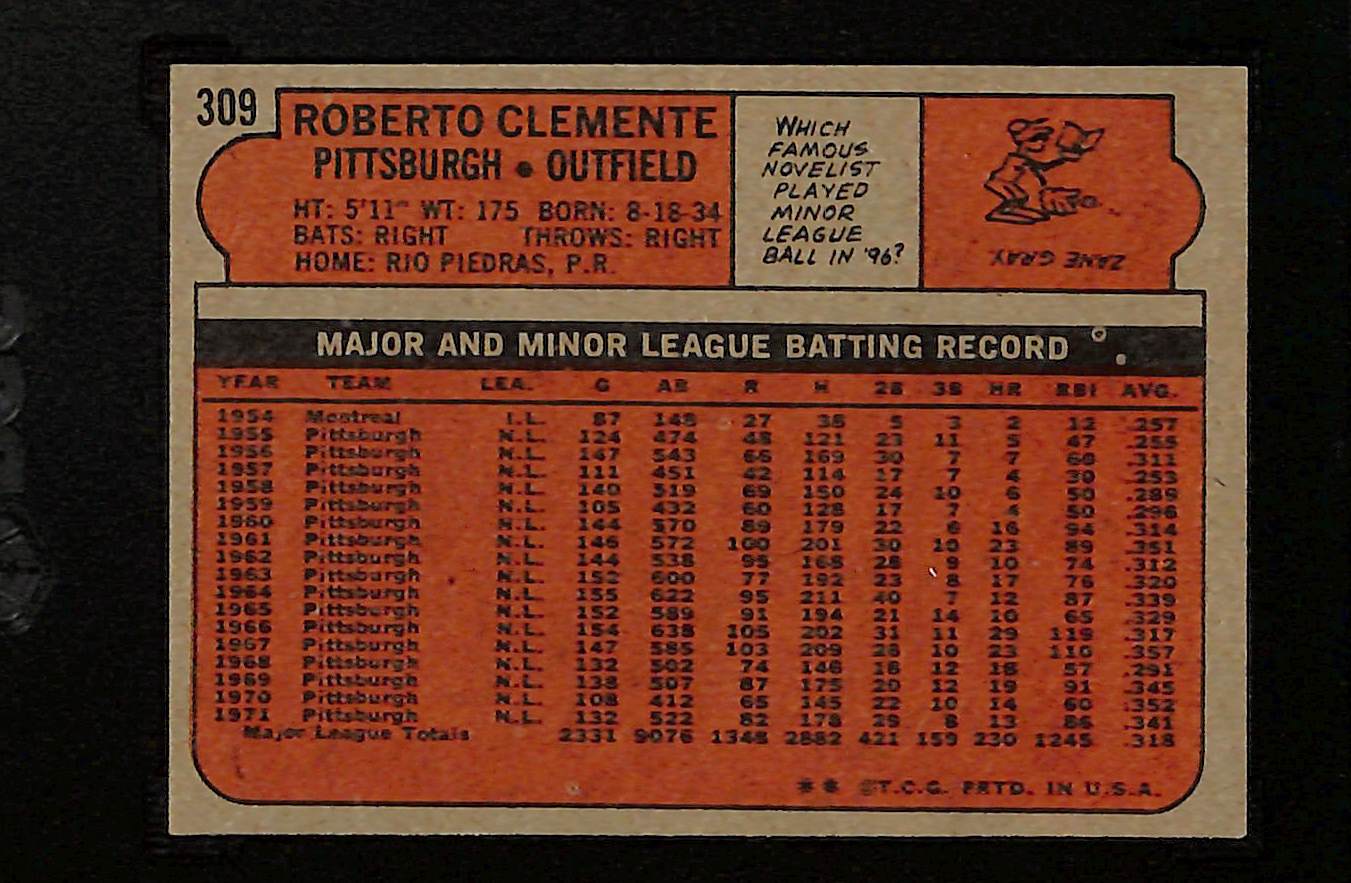 309
ROBERTO CLEMENTE
PITTSBURGH • OUTFIELD
HT: 5'11" WT: 175 BORN: 8-18-34
BATS: RIGHT THROWS: RIGHT
HOME: RIO PIEDRAS, P.R.
WHICH
FAMOUS
NOVELIST
PLAYED
MINOR
LEAGUE
BALL IN '96?
ZANE GRAY
MAJOR AND MINOR LEAGUE BATTING RECORD
YEAR TEAM LEA. G AB R H 2B 3B HR RBI AVG.
1954 Montreal I.L. 87 148 27 38 5 3 2 12 .257
1955 Pittsburgh N.L. 124 474 48 121 23 11 5 47 .255
1956 Pittsburgh N.L. 147 543 66 169 30 7 7 60 .311
1957 Pittsburgh N.L. 111 451 42 114 17 7 4 30 .253
1958 Pittsburgh N.L. 140 519 69 150 24 10 6 50 .289
1959 Pittsburgh N.L. 105 432 60 128 17 7 4 50 .296
1960 Pittsburgh N.L. 144 570 89 179 22 6 16 94 .314
1961 Pittsburgh N.L. 146 572 100 201 30 10 23 89 .351
1962 Pittsburgh N.L. 144 538 95 168 28 9 10 74 .312
1963 Pittsburgh N.L. 152 600 77 192 23 8 17 76 .320
1964 Pittsburgh N.L. 155 622 95 211 40 7 12 87 .339
1965 Pittsburgh N.L. 152 589 91 194 21 14 10 65 .329
1966 Pittsburgh N.L. 154 638 105 202 31 11 29 119 .317
1967 Pittsburgh N.L. 147 585 103 209 26 10 23 110 .357
1968 Pittsburgh N.L. 132 502 74 146 18 12 18 57 .291
1969 Pittsburgh N.L. 138 507 87 175 20 12 19 91 .345
1970 Pittsburgh N.L. 108 412 65 145 22 10 14 60 .352
1971 Pittsburgh N.L. 132 522 82 178 29 8 13 86 .341
Major League Totals 2331 9076 1348 2882 421 159 230 1245 .318
** ©T.C.G. PRTD. IN U.S.A.